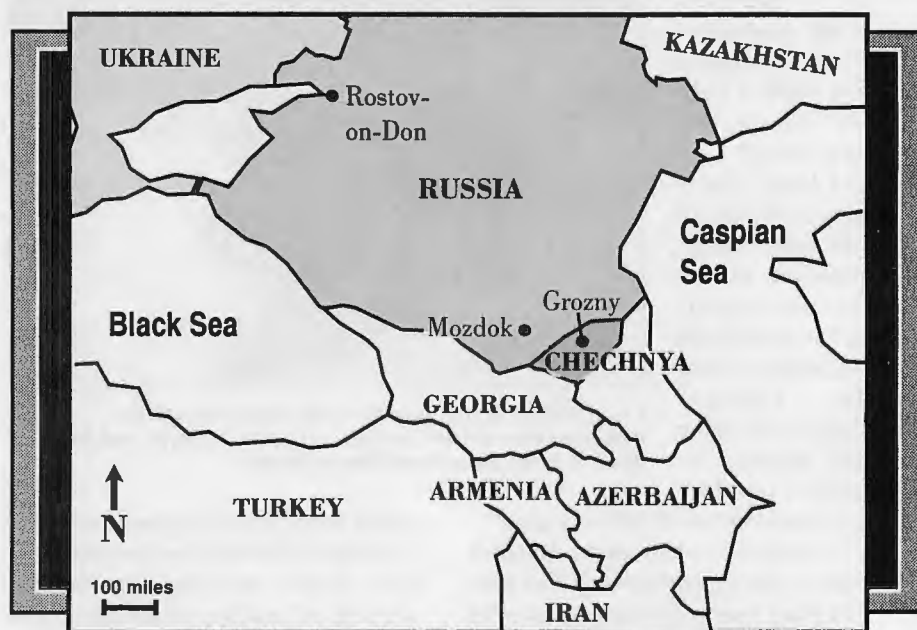 UKRAINE
KAZAKHSTAN
Rostov-
on-Don
RUSSIA
Caspian
Sea
Grozny
Black Sea
Mozdok
CHECHNYA
GEORGIA
ARMENIA
AZERBAIJAN
TURKEY
N
100 miles
IRAN